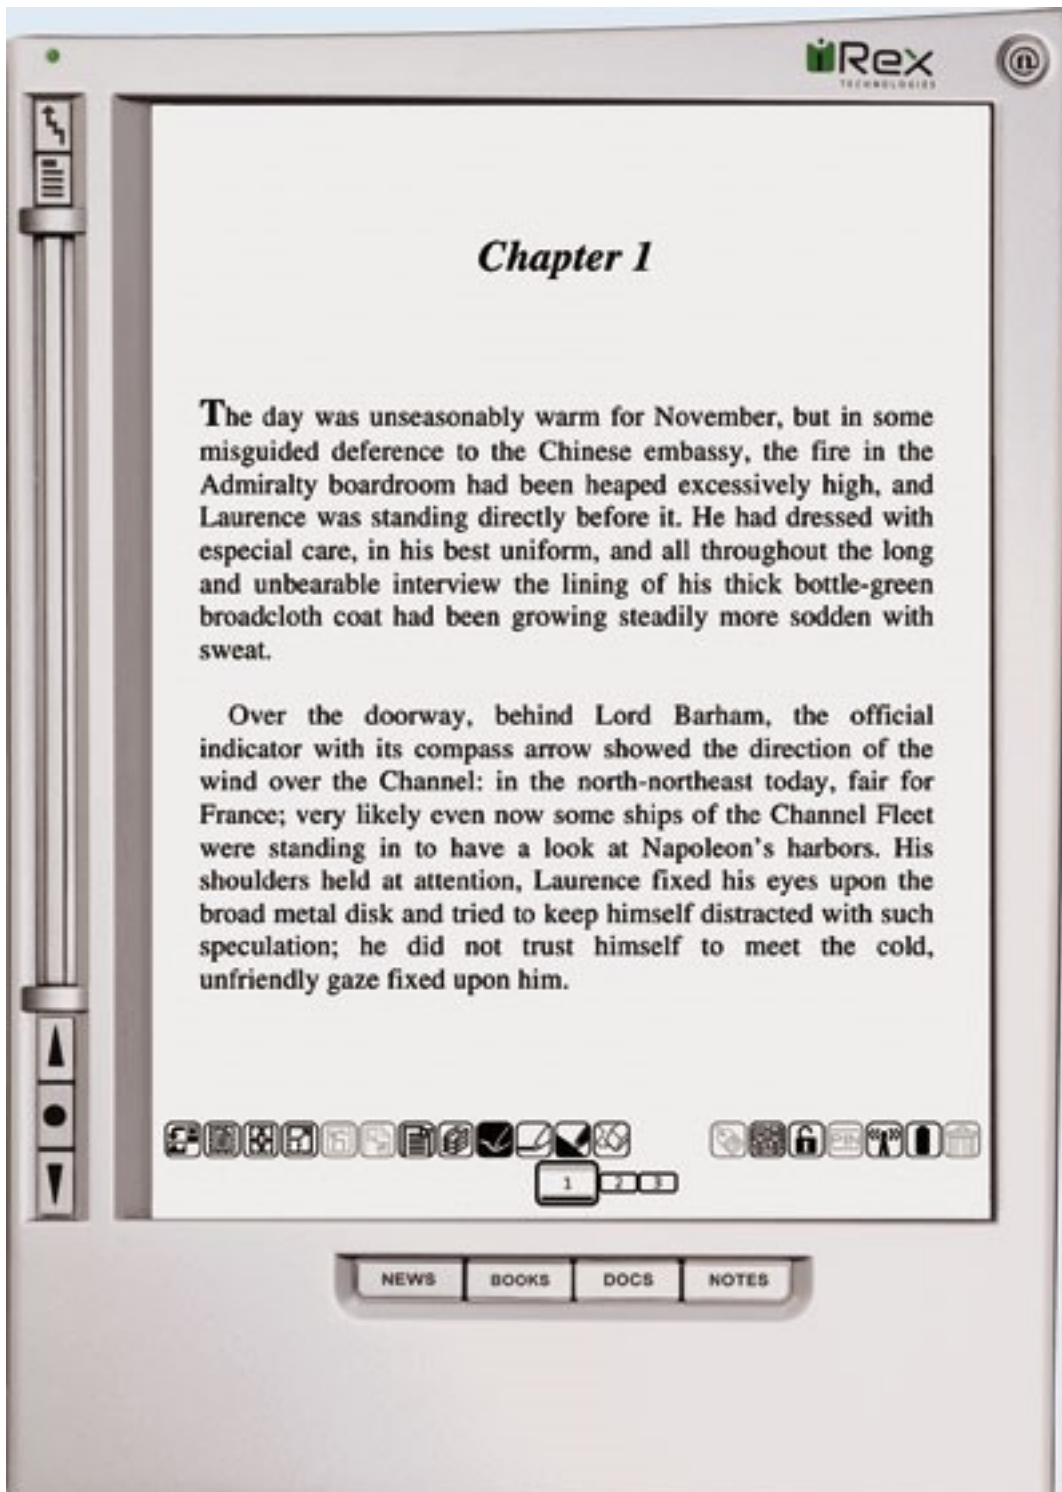 iRex
TECHNOLOGIES
Chapter 1
The day was unseasonably warm for November, but in some
misguided deference to the Chinese embassy, the fire in the
Admiralty boardroom had been heaped excessively high, and
Laurence was standing directly before it. He had dressed with
especial care, in his best uniform, and all throughout the long
and unbearable interview the lining of his thick bottle-green
broadcloth coat had been growing steadily more sodden with
sweat.
Over the doorway, behind Lord Barham, the official
indicator with its compass arrow showed the direction of the
wind over the Channel: in the north-northeast today, fair for
France; very likely even now some ships of the Channel Fleet
were standing in to have a look at Napoleon's harbors. His
shoulders held at attention, Laurence fixed his eyes upon the
broad metal disk and tried to keep himself distracted with such
speculation; he did not trust himself to meet the cold,
unfriendly gaze fixed upon him.
PIN
1 2 3
NEWS BOOKS DOCS NOTES